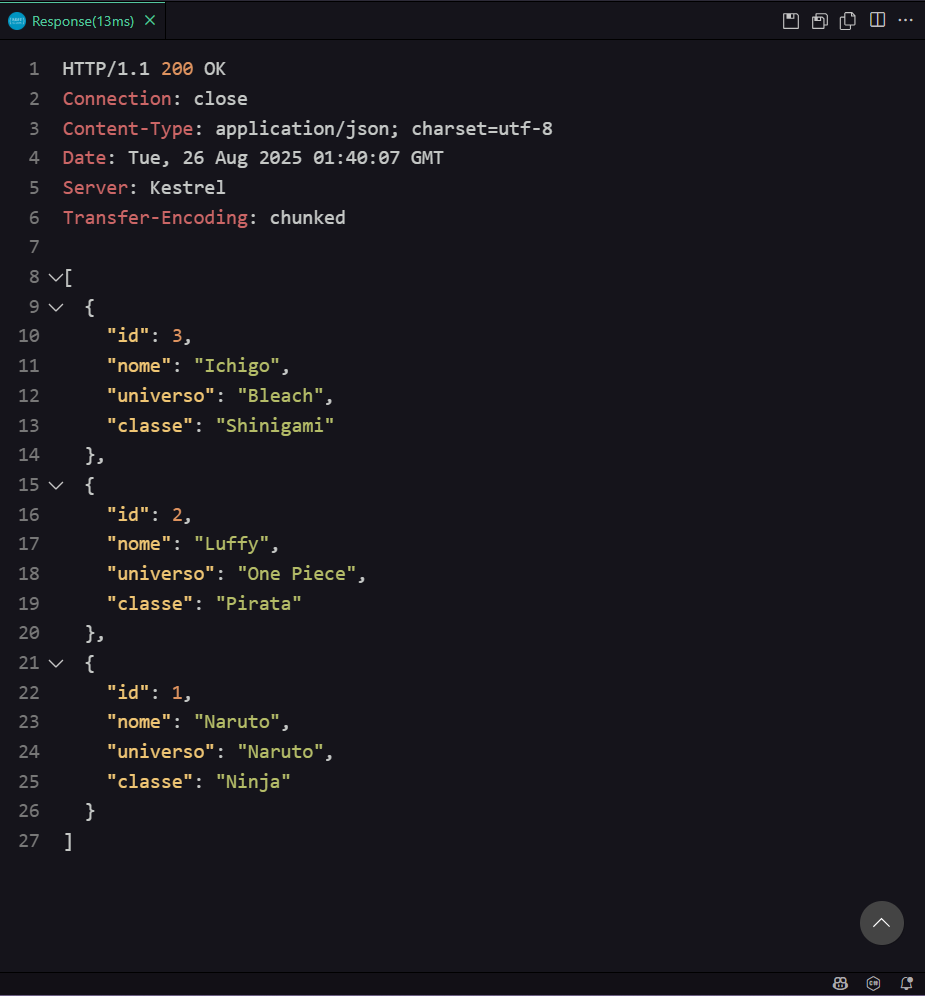 Response(13ms)
1 HTTP/1.1 200 OK
2 Connection: close
3 Content-Type: application/json; charset=utf-8
4 Date: Tue, 26 Aug 2025 01:40:07 GMT
5 Server: Kestrel
6 Transfer-Encoding: chunked
7
8 [
9   {
10     "id": 3,
11     "nome": "Ichigo",
12     "universo": "Bleach",
13     "classe": "Shinigami"
14   },
15   {
16     "id": 2,
17     "nome": "Luffy",
18     "universo": "One Piece",
19     "classe": "Pirata"
20   },
21   {
22     "id": 1,
23     "nome": "Naruto",
24     "universo": "Naruto",
25     "classe": "Ninja"
26   }
27 ]